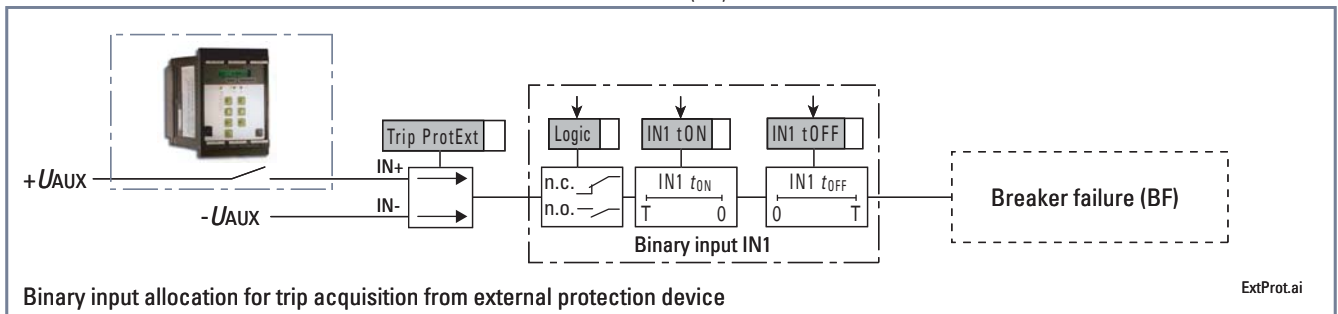 Trip ProtExt
Logic
IN1 tON
IN1 tOFF
+UAUX
IN+
-UAUX
IN-
n.c.
n.o.
IN1 tON
T 0
IN1 tOFF
0 T
Binary input IN1
Breaker failure (BF)
Binary input allocation for trip acquisition from external protection device
ExtProt.ai